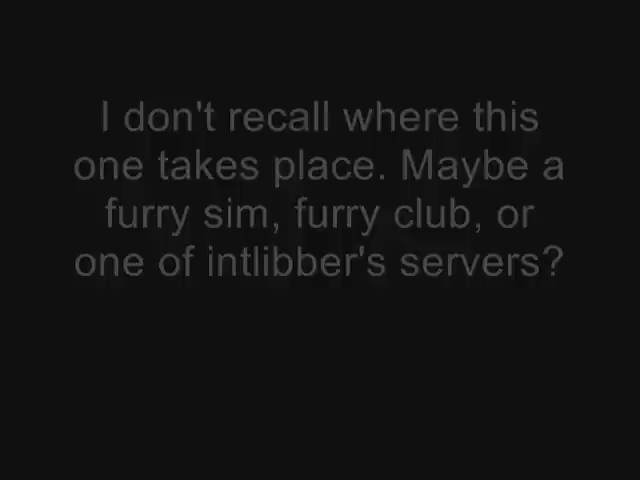 I don't recall where this
one takes place. Maybe a
furry sim, furry club, or
one of intlibber's servers?